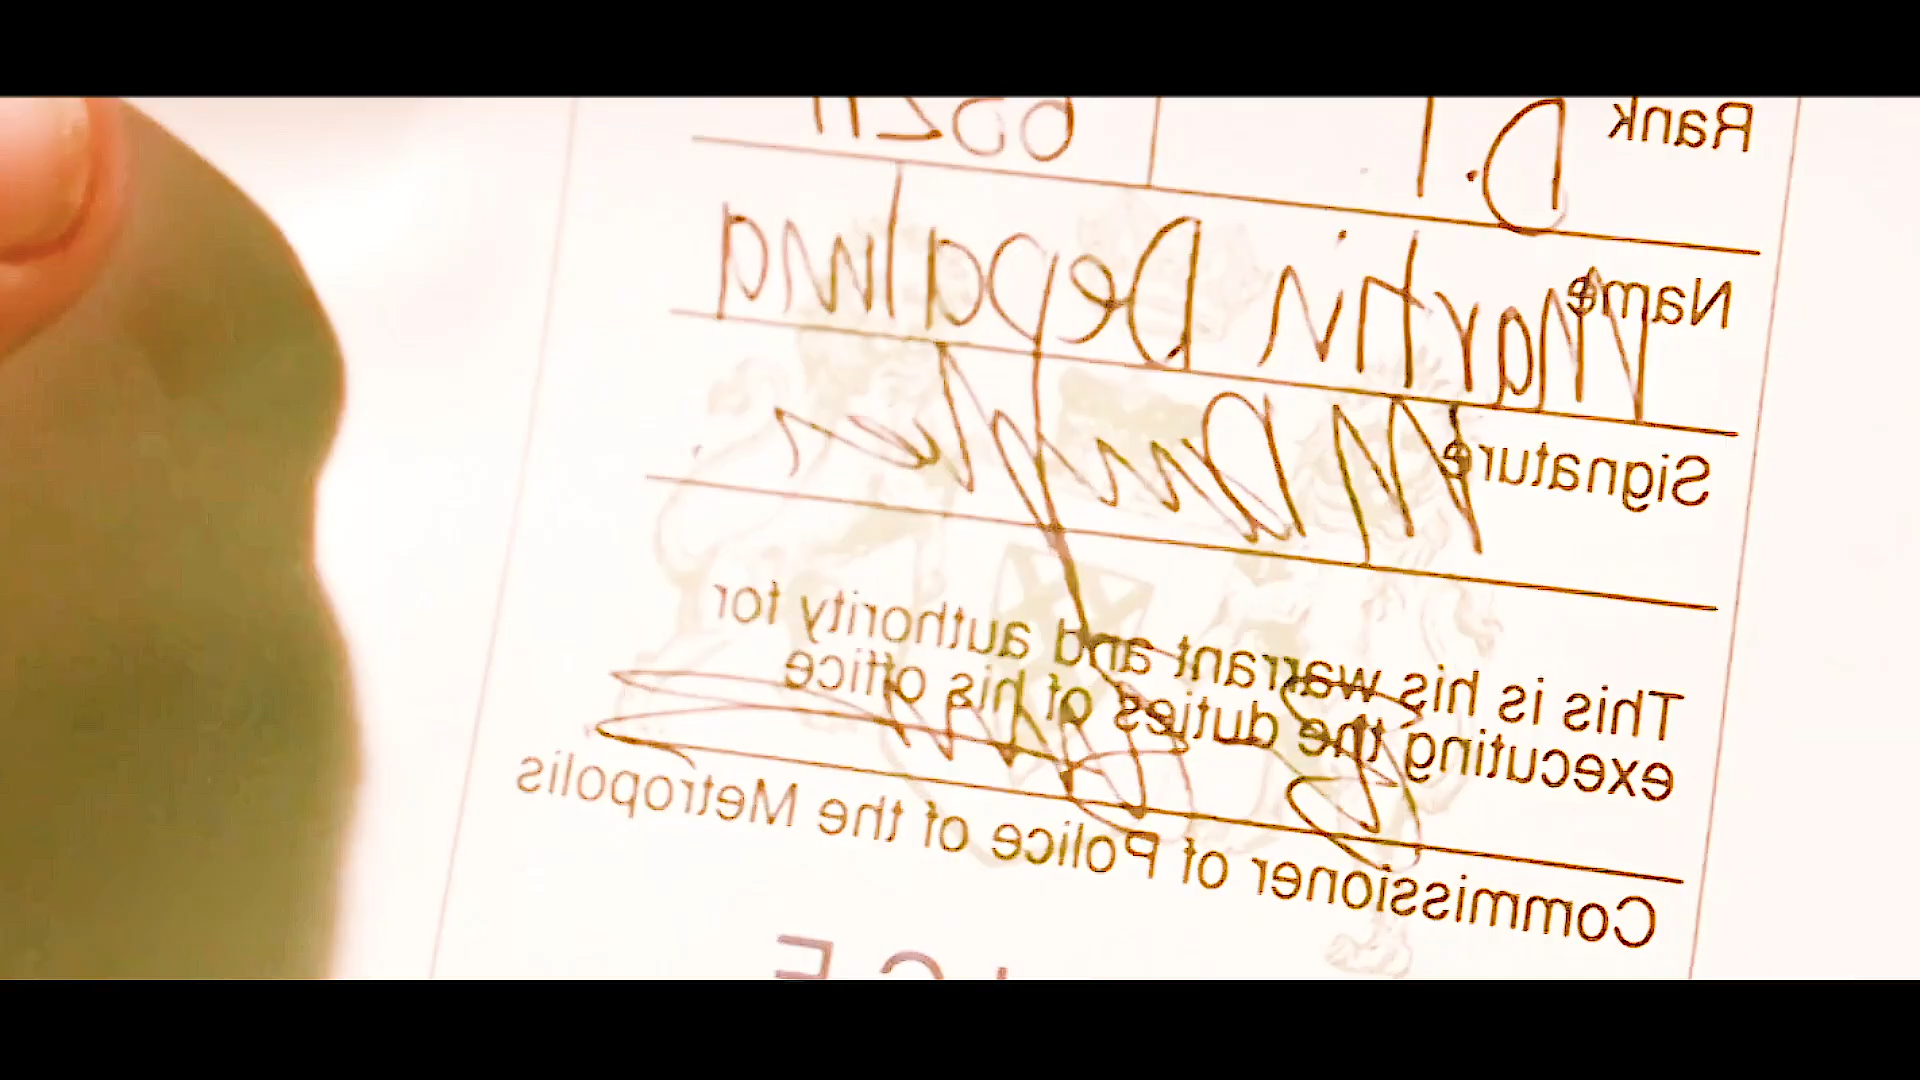 Rank D.I
Name Martin Depalma
Signature
This is his warrant and authority for
executing the duties of his office
Commissioner of Police of the Metropolis